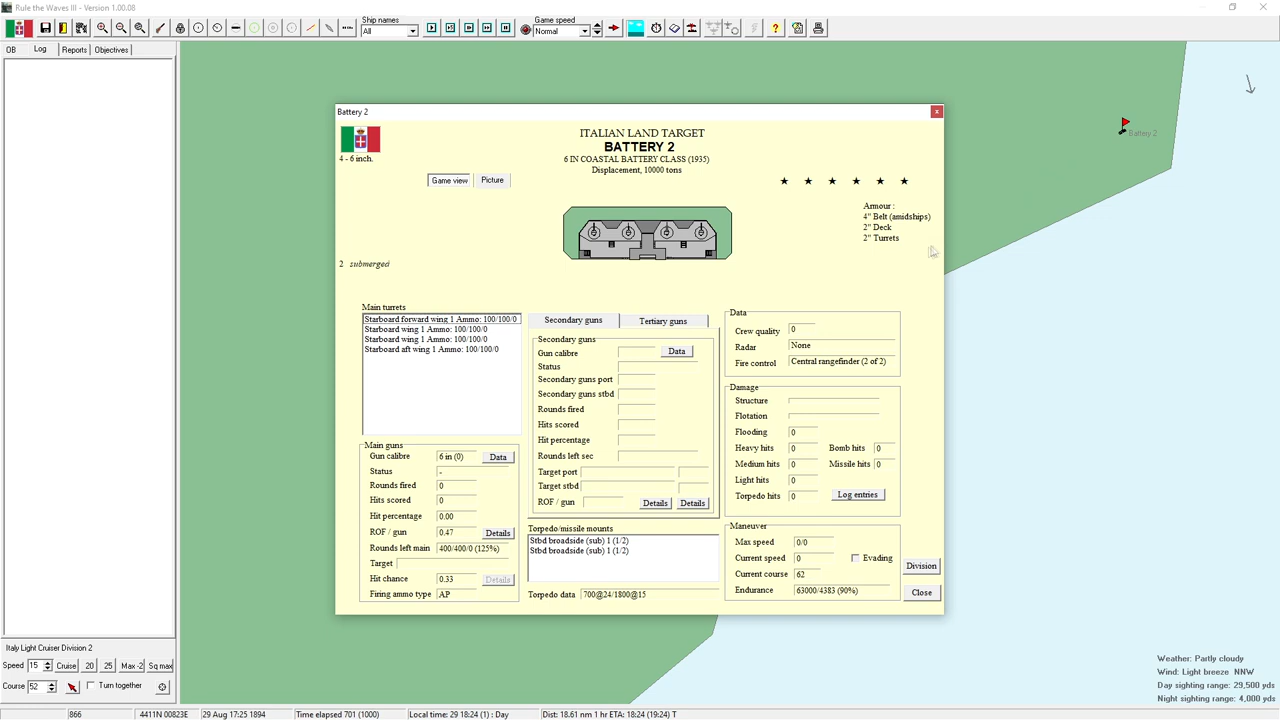 Rule the Waves III - Version 1.00.08
Ship names
All
Game speed
Normal
OB
Log
Reports
Objectives
Battery 2
ITALIAN LAND TARGET
BATTERY 2
6 IN COASTAL BATTERY CLASS (1935)
Displacement, 10000 tons
4 - 6 inch.
Game view
Picture
Armour :
4" Belt (amidships)
2" Deck
2" Turrets
2 submerged
Main turrets
Starboard forward wing 1 Ammo: 100/100/0
Starboard wing 1 Ammo: 100/100/0
Starboard wing 1 Ammo: 100/100/0
Starboard aft wing 1 Ammo: 100/100/0
Main guns
Gun calibre 6 in (0) Data
Status -
Rounds fired 0
Hits scored 0
Hit percentage 0.00
ROF / gun 0.47 Details
Rounds left main 400/400/0 (125%)
Target
Hit chance 0.33 Details
Firing ammo type AP
Secondary guns
Tertiary guns
Secondary guns
Gun calibre Data
Status
Secondary guns port
Secondary guns stbd
Rounds fired
Hits scored
Hit percentage
Rounds left sec
Target port
Target stbd
ROF / gun Details Details
Torpedo/missile mounts
Stbd broadside (sub) 1 (1/2)
Stbd broadside (sub) 1 (1/2)
Torpedo data 700@24/1800@15
Data
Crew quality 0
Radar None
Fire control Central rangefinder (2 of 2)
Damage
Structure
Flotation
Flooding 0
Heavy hits 0 Bomb hits 0
Medium hits 0 Missile hits 0
Light hits 0
Torpedo hits 0 Log entries
Maneuver
Max speed 0/0
Current speed 0 Evading
Current course 62
Endurance 63000/4383 (90%)
Division
Close
Battery 2
Italy Light Cruiser Division 2
Speed 15 Cruise 20 25 Max -2 Sq max
Course 52 Turn together
Weather: Partly cloudy
Wind: Light breeze NNW
Day sighting range: 29,500 yds
Night sighting range: 4,000 yds
866
4411N 00823E
29 Aug 17:25 1894
Time elapsed 701 (1000)
Local time: 29 18:24 (1) : Day
Dist: 18.61 nm 1 hr ETA: 18:24 (19:24) T